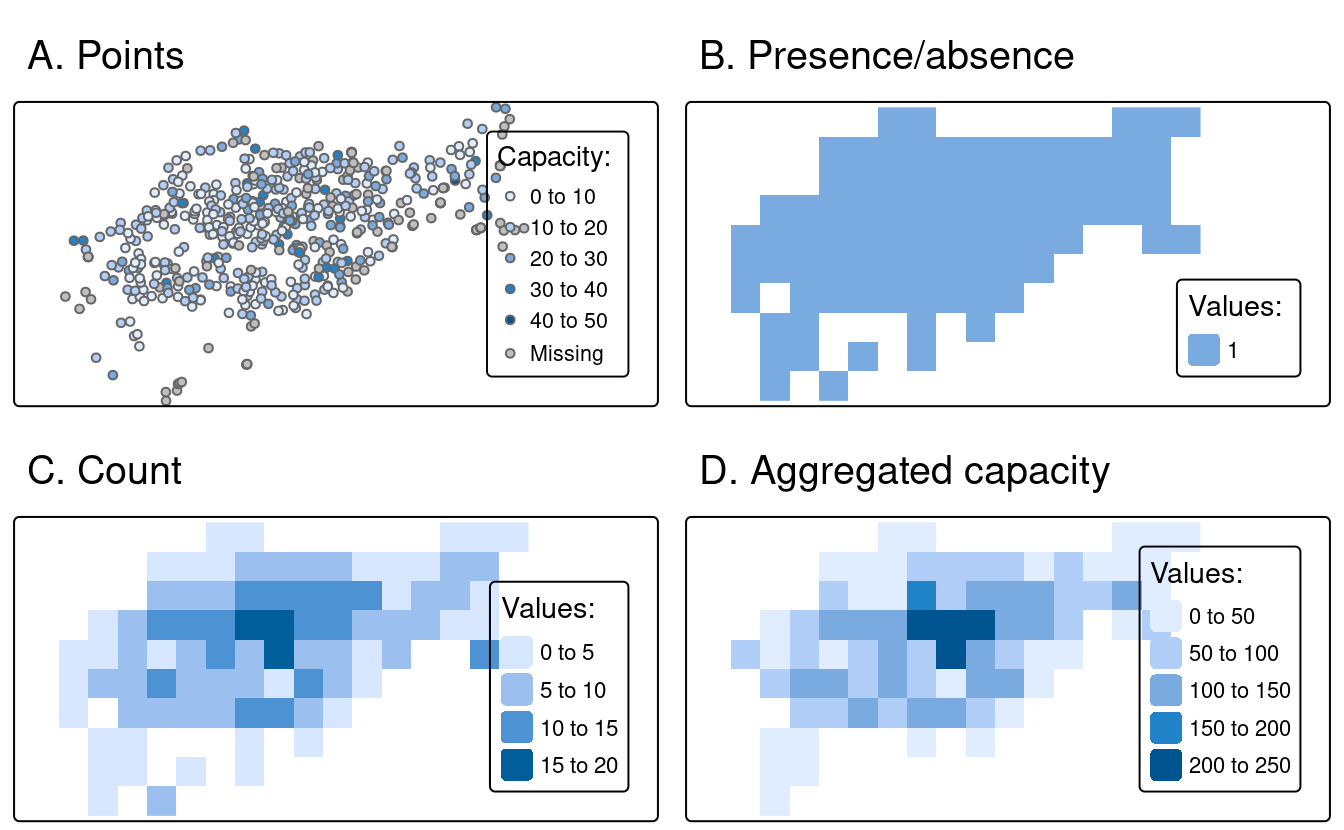 A. Points
Capacity:
0 to 10
10 to 20
20 to 30
30 to 40
40 to 50
Missing
B. Presence/absence
Values:
1
C. Count
Values:
0 to 5
5 to 10
10 to 15
15 to 20
D. Aggregated capacity
Values:
0 to 50
50 to 100
100 to 150
150 to 200
200 to 250